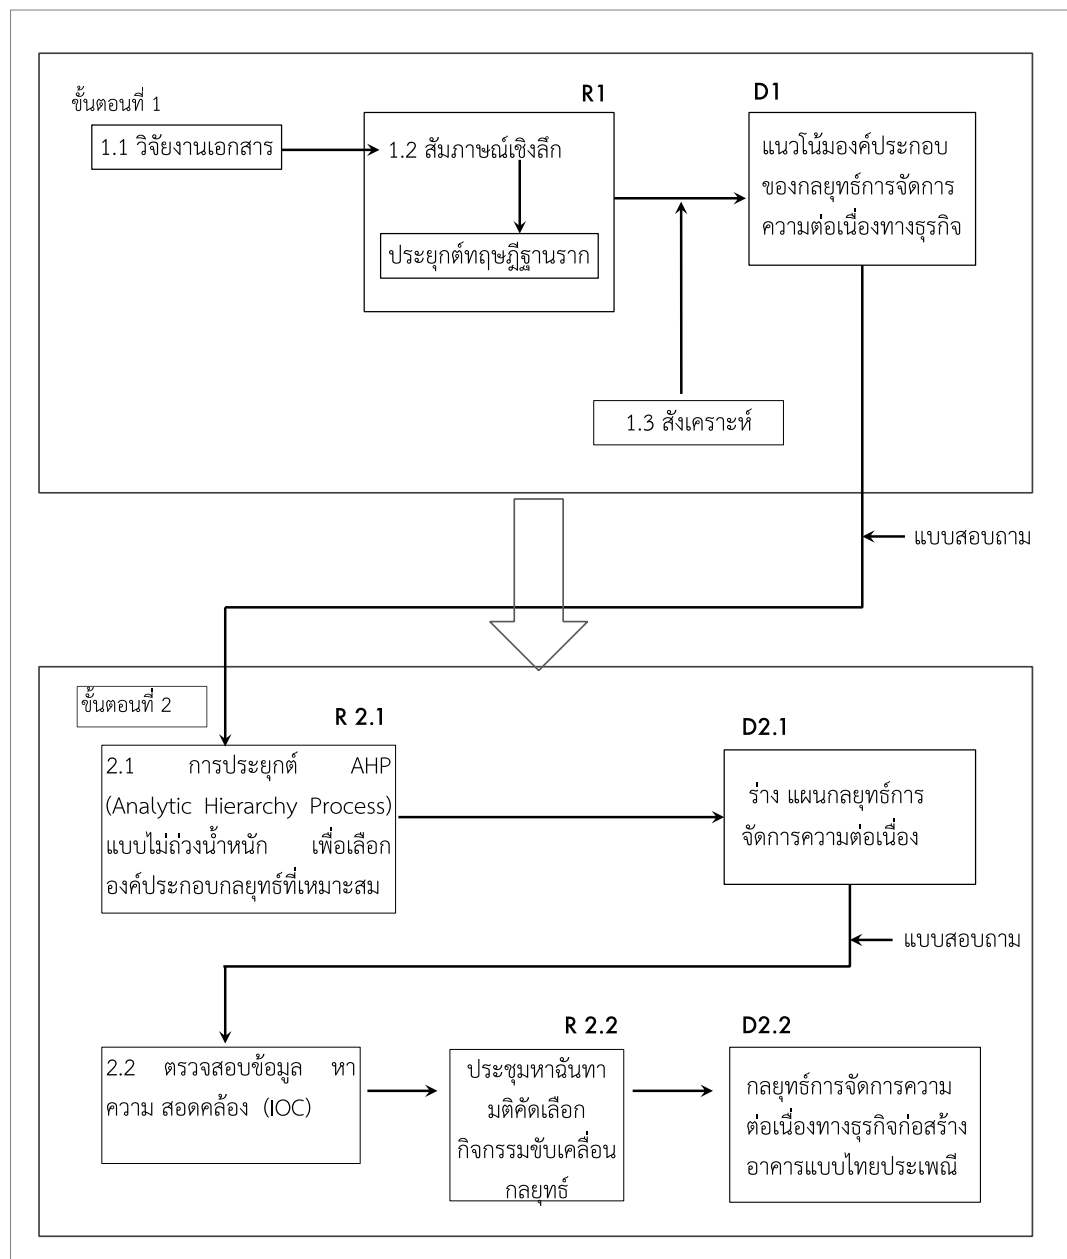 ขั้นตอนที่ 1
R1
D1
1.1 วิจัยงานเอกสาร
1.2 สัมภาษณ์เชิงลึก
ประยุกต์ทฤษฎีฐานราก
แนวโน้มองค์ประกอบ
ของกลยุทธ์การจัดการ
ความต่อเนื่องทางธุรกิจ
1.3 สังเคราะห์
แบบสอบถาม
ขั้นตอนที่ 2
R 2.1
D2.1
2.1 การประยุกต์ AHP
(Analytic Hierarchy Process)
แบบไม่ถ่วงน้ำหนัก เพื่อเลือก
องค์ประกอบกลยุทธ์ที่เหมาะสม
ร่าง แผนกลยุทธ์การ
จัดการความต่อเนื่อง
แบบสอบถาม
R 2.2
D2.2
2.2 ตรวจสอบข้อมูล หา
ความ สอดคล้อง (IOC)
ประชุมหาฉันทา
มติคัดเลือก
กิจกรรมขับเคลื่อน
กลยุทธ์
กลยุทธ์การจัดการความ
ต่อเนื่องทางธุรกิจก่อสร้าง
อาคารแบบไทยประเพณี